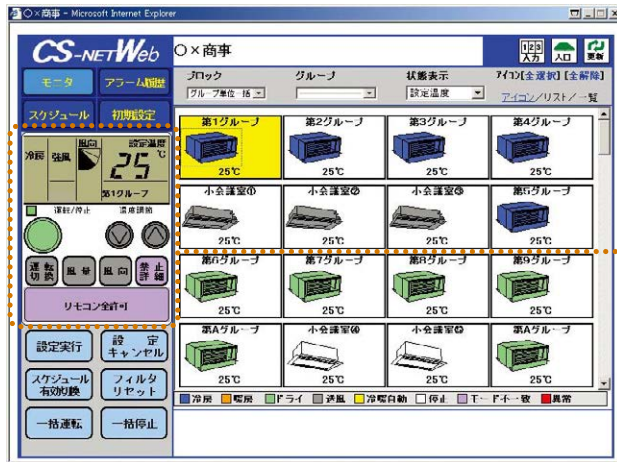 ○×商事 - Microsoft Internet Explorer
CS-NETWeb
○×商事
123
入力
入口
更新
モニタ
アラーム履歴
ブロック
グループ
状態表示
アイコン[全選択] [全解除]
グループ単位 一括
設定温度
アイコン/リスト/一覧
スケジュール
初期設定
冷房
強風
風向
設定温度
25℃
第1グループ
運転/停止
温度調節
運転切換
風量
風向
禁止詳細
リモコン全許可
設定実行
設定キャンセル
スケジュール有効切換
フィルタリセット
一括運転
一括停止
第1グループ
第2グループ
第3グループ
第4グループ
25℃
25℃
25℃
25℃
小会議室①
小会議室②
小会議室③
第5グループ
25℃
25℃
25℃
25℃
第6グループ
第7グループ
第8グループ
第9グループ
25℃
25℃
25℃
25℃
第Aグループ
小会議室
小会議室
第Aグループ
25℃
25℃
25℃
25℃
冷房 暖房 ドライ 送風 冷暖自動 停止 モード不一致 異常